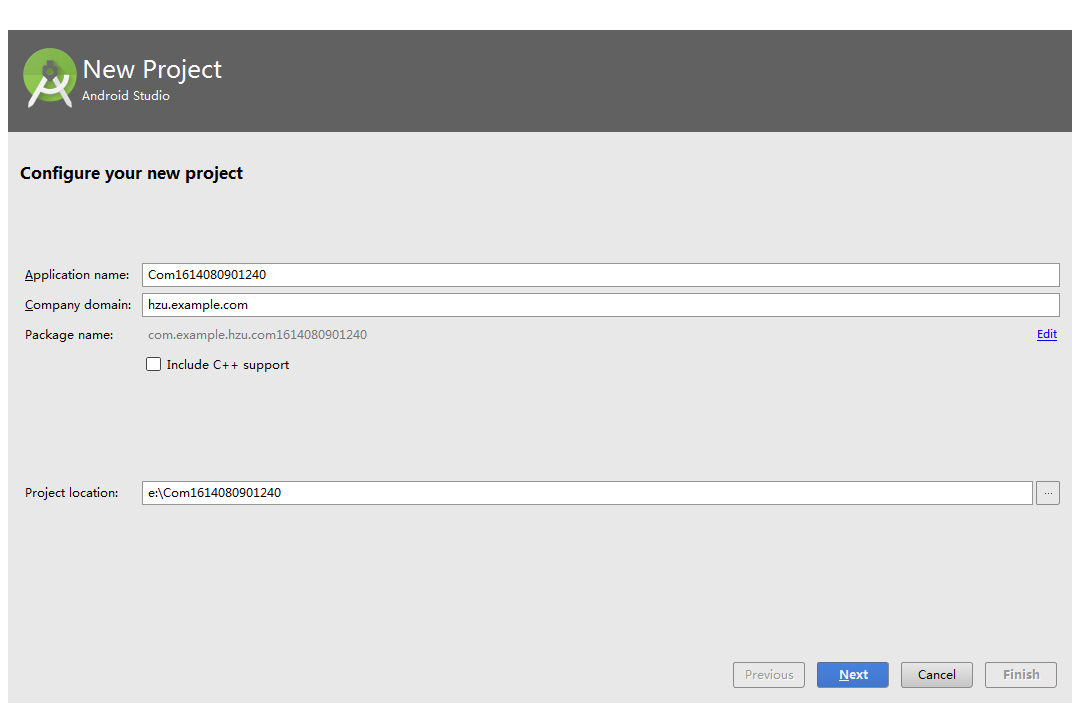 New Project
Android Studio
Configure your new project
Application name: Com1614080901240
Company domain: hzu.example.com
Package name: com.example.hzu.com1614080901240 Edit
Include C++ support
Project location: e:\Com1614080901240 ...
Previous Next Cancel Finish